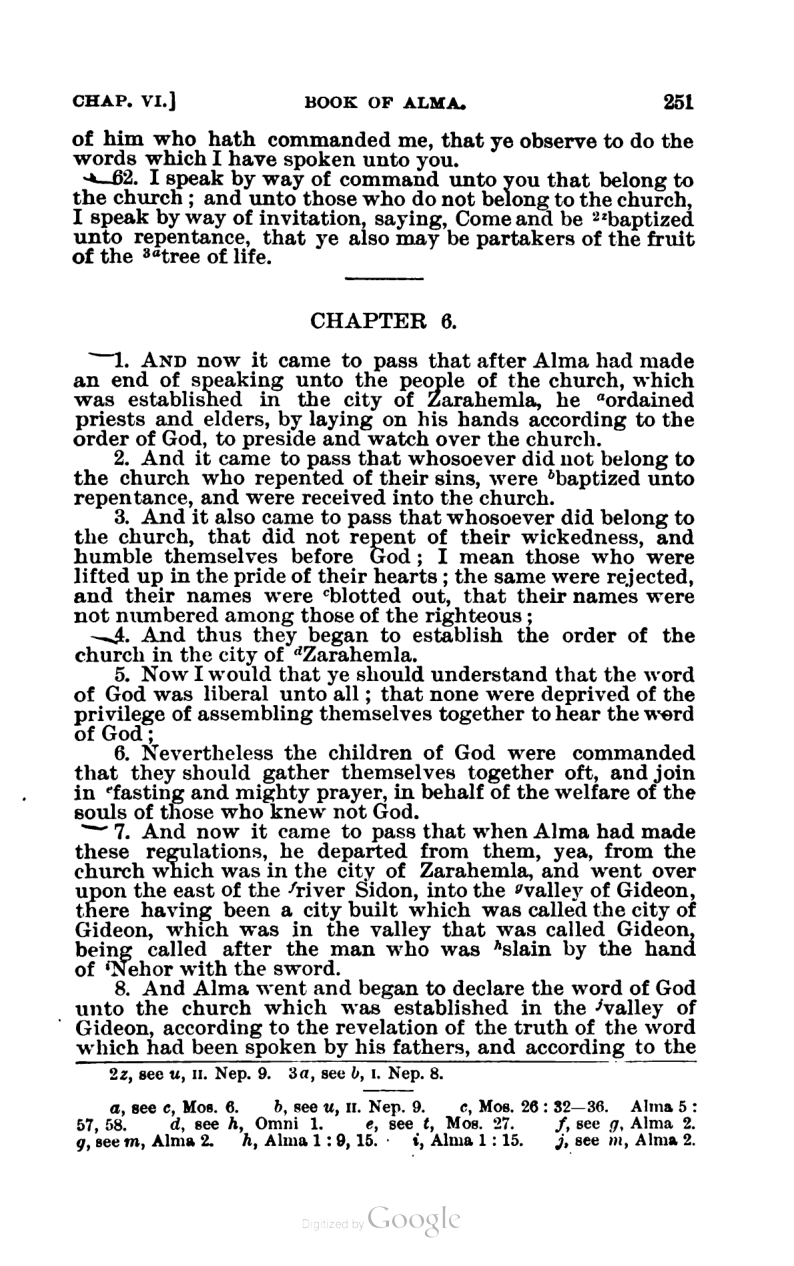 CHAP. VI.] BOOK OF ALMA. 251
of him who hath commanded me, that ye observe to do the
words which I have spoken unto you.
62. I speak by way of command unto you that belong to
the church; and unto those who do not belong to the church,
I speak by way of invitation, saying, Come and be ²ᶻbaptized
unto repentance, that ye also may be partakers of the fruit
of the ³ᵃtree of life.
CHAPTER 6.
1. AND now it came to pass that after Alma had made
an end of speaking unto the people of the church, which
was established in the city of Zarahemla, he ᵃordained
priests and elders, by laying on his hands according to the
order of God, to preside and watch over the church.
2. And it came to pass that whosoever did not belong to
the church who repented of their sins, were ᵇbaptized unto
repentance, and were received into the church.
3. And it also came to pass that whosoever did belong to
the church, that did not repent of their wickedness, and
humble themselves before God; I mean those who were
lifted up in the pride of their hearts; the same were rejected,
and their names were ᶜblotted out, that their names were
not numbered among those of the righteous;
4. And thus they began to establish the order of the
church in the city of ᵈZarahemla.
5. Now I would that ye should understand that the word
of God was liberal unto all; that none were deprived of the
privilege of assembling themselves together to hear the word
of God;
6. Nevertheless the children of God were commanded
that they should gather themselves together oft, and join
in ᵉfasting and mighty prayer, in behalf of the welfare of the
souls of those who knew not God.
7. And now it came to pass that when Alma had made
these regulations, he departed from them, yea, from the
church which was in the city of Zarahemla, and went over
upon the east of the ᶠriver Sidon, into the ᵍvalley of Gideon,
there having been a city built which was called the city of
Gideon, which was in the valley that was called Gideon,
being called after the man who was ʰslain by the hand
of ⁱNehor with the sword.
8. And Alma went and began to declare the word of God
unto the church which was established in the ʲvalley of
Gideon, according to the revelation of the truth of the word
which had been spoken by his fathers, and according to the
2z, see u, II. Nep. 9. 3a, see b, I. Nep. 8.
a, see c, Mos. 6. b, see u, II. Nep. 9. c, Mos. 26:32—36. Alma 5:
57, 58. d, see h, Omni 1. e, see t, Mos. 27. f, see g, Alma 2.
g, see m, Alma 2. h, Alma 1:9, 15. i, Alma 1:15. j, see m, Alma 2.
Digitized by Google